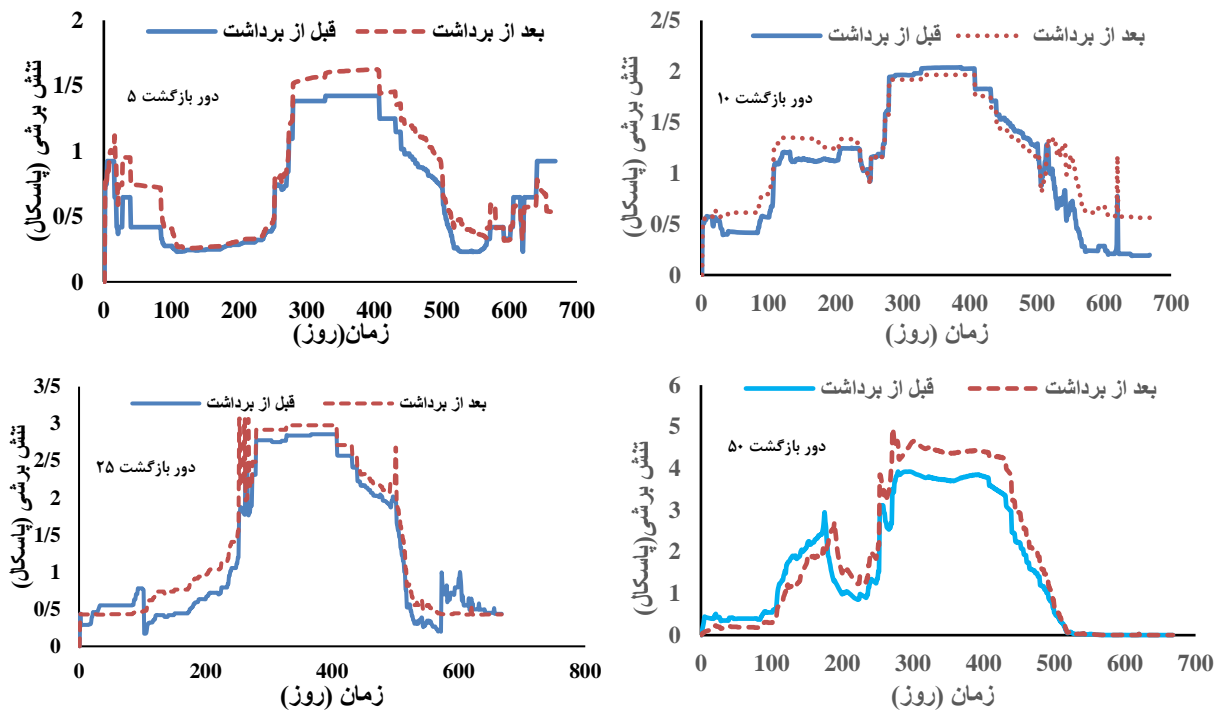 2
قبل از برداشت
بعد از برداشت
1/5
دور بازگشت ۵
1
0/5
0
تنش برشی (پاسکال)
0 100 200 300 400 500 600 700
زمان(روز)
2/5
قبل از برداشت
بعد از برداشت
2
دور بازگشت ۱۰
1/5
1
0/5
0
تنش برشی (پاسکال)
0 100 200 300 400 500 600 700
زمان (روز)
3/5
قبل از برداشت
بعد از برداشت
3
2/5
دور بازگشت ۲۵
2
1/5
1
0/5
0
تنش برشی (پاسکال)
0 200 400 600 800
زمان (روز)
6
قبل از برداشت
بعد از برداشت
5
دور بازگشت ۵۰
4
3
2
1
0
تنش برشی(پاسکال)
0 100 200 300 400 500 600 700
زمان (روز)